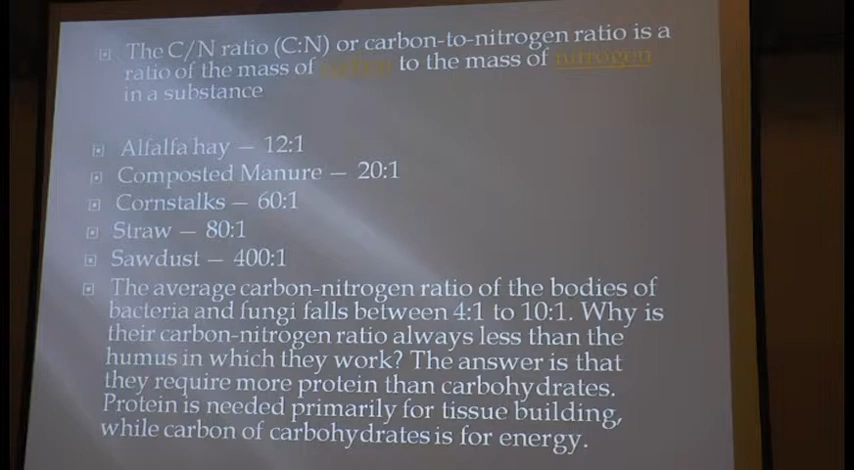 The C/N ratio (C:N) or carbon-to-nitrogen ratio is a
ratio of the mass of carbon to the mass of nitrogen
in a substance
Alfalfa hay – 12:1
Composted Manure – 20:1
Cornstalks – 60:1
Straw – 80:1
Sawdust – 400:1
The average carbon-nitrogen ratio of the bodies of
bacteria and fungi falls between 4:1 to 10:1. Why is
their carbon-nitrogen ratio always less than the
humus in which they work? The answer is that
they require more protein than carbohydrates.
Protein is needed primarily for tissue building,
while carbon of carbohydrates is for energy.